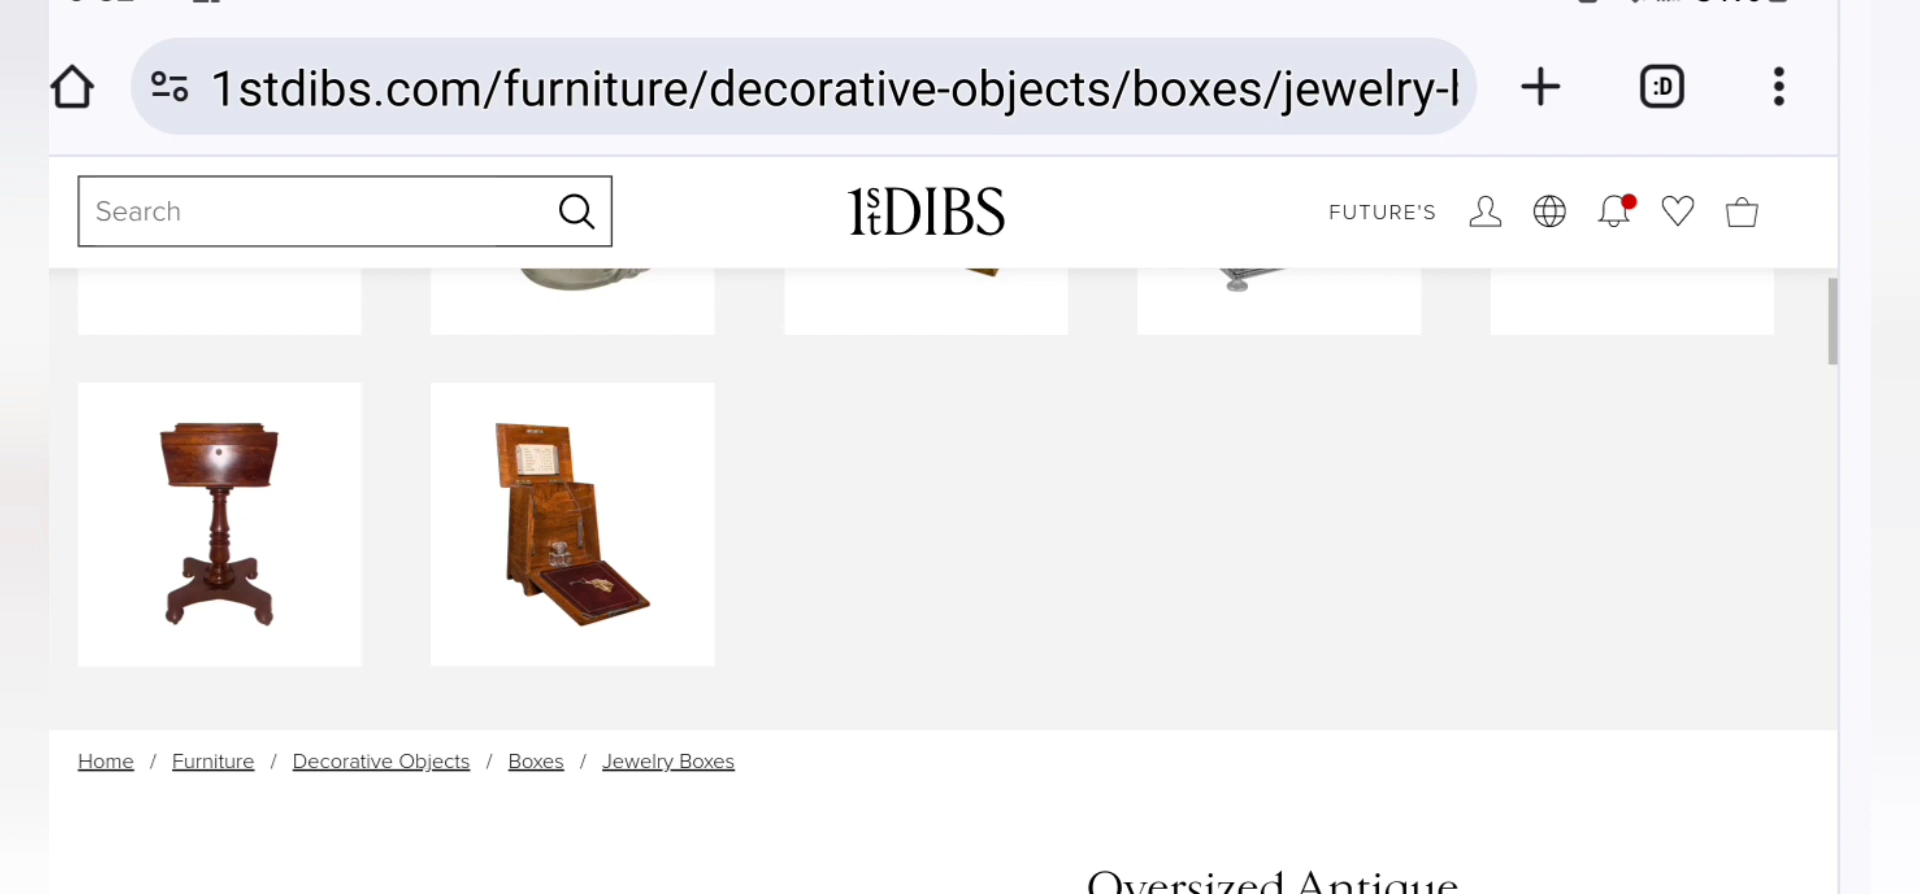 1stdibs.com/furniture/decorative-objects/boxes/jewelry-
:D
Search
1stDIBS
FUTURE'S
Home / Furniture / Decorative Objects / Boxes / Jewelry Boxes
Oversized Antique